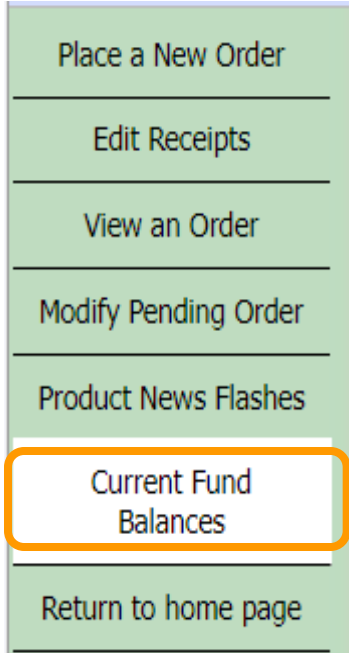 Place a New Order
Edit Receipts
View an Order
Modify Pending Order
Product News Flashes
Current Fund
Balances
Return to home page